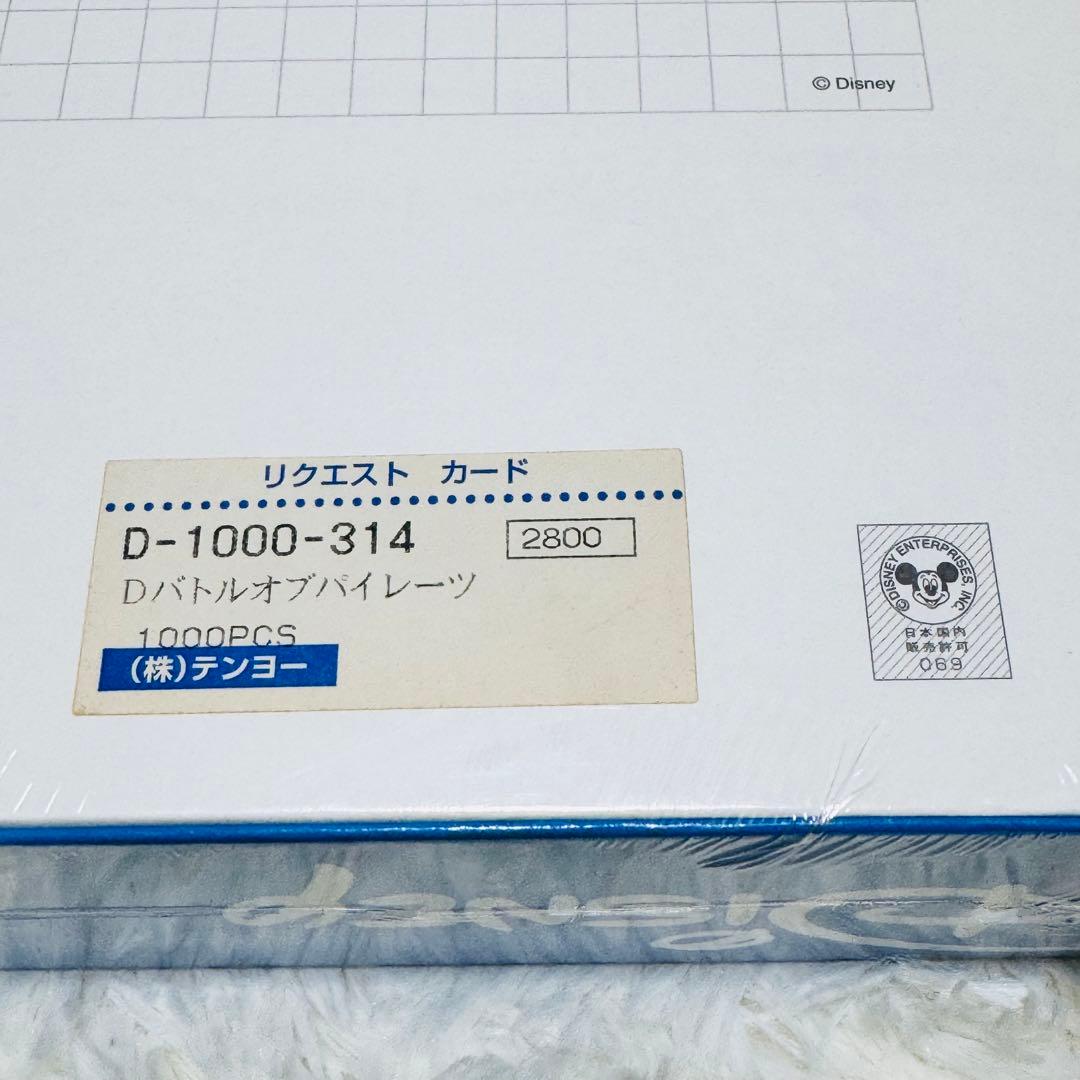 © Disney
リクエスト カード
D-1000-314
2800
Dバトルオブパイレーツ
1000PCS
(株)テンヨー
© DISNEY ENTERPRISES, INC.
日本国内
販売許可
069
Disney